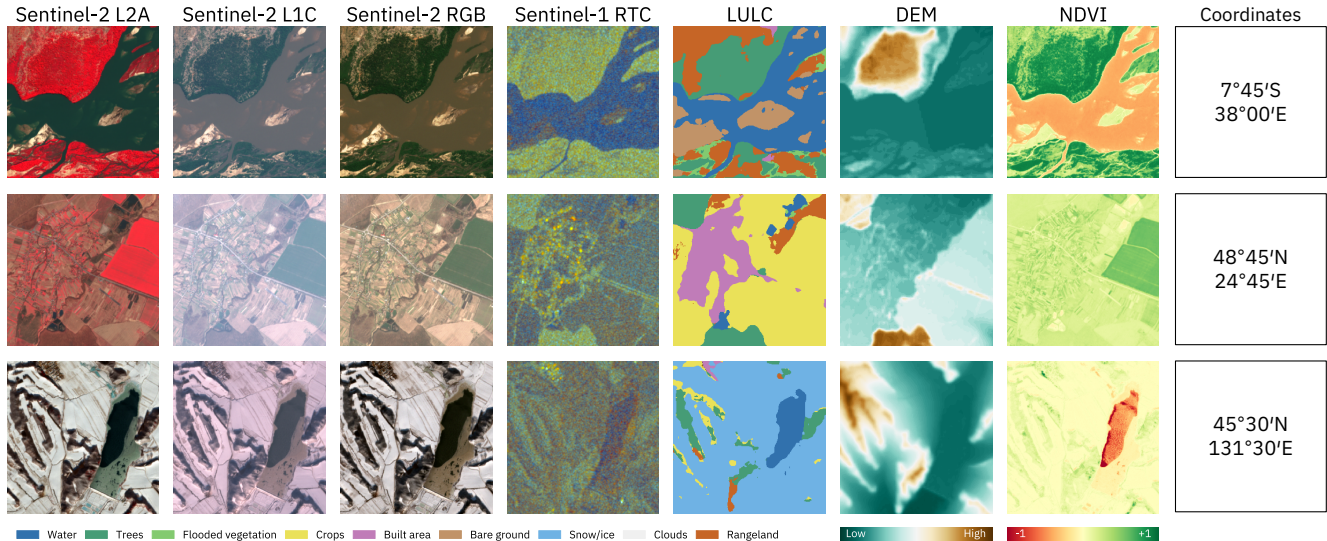 Sentinel-2 L2A Sentinel-2 L1C Sentinel-2 RGB Sentinel-1 RTC LULC DEM NDVI Coordinates
7°45'S
38°00'E
48°45'N
24°45'E
45°30'N
131°30'E
Water Trees Flooded vegetation Crops Built area Bare ground Snow/ice Clouds Rangeland Low High -1 +1